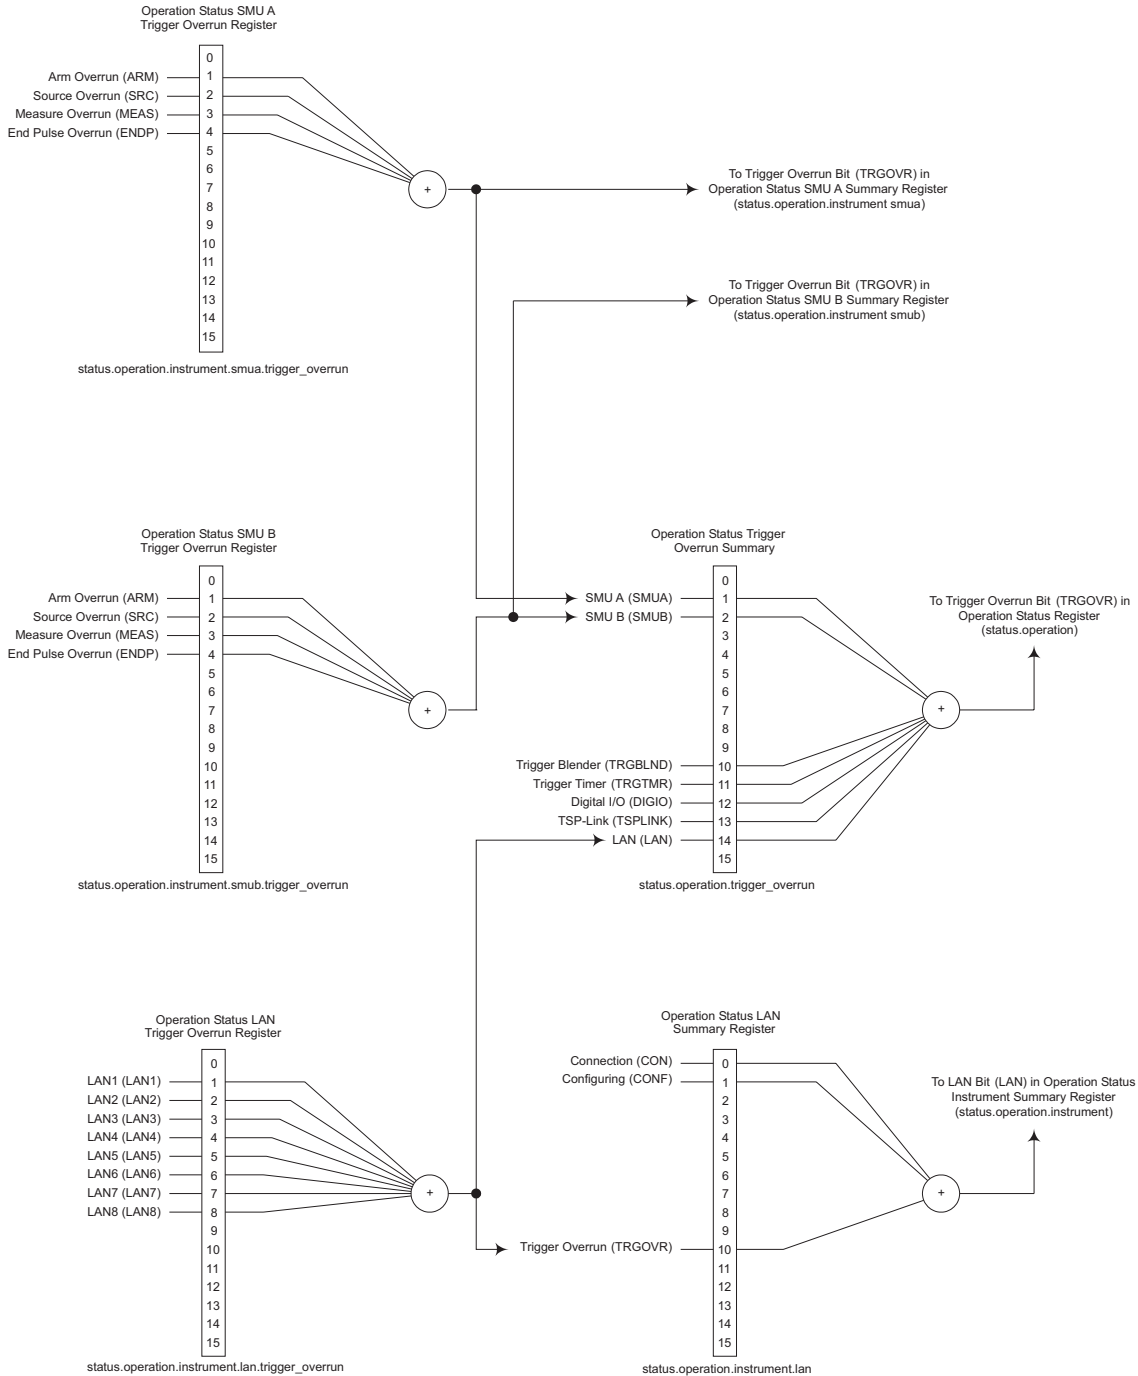 Operation Status SMU A
Trigger Overrun Register
0
Arm Overrun (ARM) 1
Source Overrun (SRC) 2
Measure Overrun (MEAS) 3
End Pulse Overrun (ENDP) 4
5
6
7
8
9
10
11
12
13
14
15
status.operation.instrument.smua.trigger_overrun
+
To Trigger Overrun Bit (TRGOVR) in
Operation Status SMU A Summary Register
(status.operation.instrument smua)
To Trigger Overrun Bit (TRGOVR) in
Operation Status SMU B Summary Register
(status.operation.instrument smub)
Operation Status SMU B
Trigger Overrun Register
0
Arm Overrun (ARM) 1
Source Overrun (SRC) 2
Measure Overrun (MEAS) 3
End Pulse Overrun (ENDP) 4
5
6
7
8
9
10
11
12
13
14
15
status.operation.instrument.smub.trigger_overrun
+
Operation Status Trigger
Overrun Summary
0
SMU A (SMUA) 1
SMU B (SMUB) 2
3
4
5
6
7
8
9
Trigger Blender (TRGBLND) 10
Trigger Timer (TRGTMR) 11
Digital I/O (DIGIO) 12
TSP-Link (TSPLINK) 13
LAN (LAN) 14
15
status.operation.trigger_overrun
+
To Trigger Overrun Bit (TRGOVR) in
Operation Status Register
(status.operation)
Operation Status LAN
Trigger Overrun Register
0
LAN1 (LAN1) 1
LAN2 (LAN2) 2
LAN3 (LAN3) 3
LAN4 (LAN4) 4
LAN5 (LAN5) 5
LAN6 (LAN6) 6
LAN7 (LAN7) 7
LAN8 (LAN8) 8
9
10
11
12
13
14
15
status.operation.instrument.lan.trigger_overrun
+
Operation Status LAN
Summary Register
Connection (CON) 0
Configuring (CONF) 1
2
3
4
5
6
7
8
9
Trigger Overrun (TRGOVR) 10
11
12
13
14
15
status.operation.instrument.lan
+
To LAN Bit (LAN) in Operation Status
Instrument Summary Register
(status.operation.instrument)